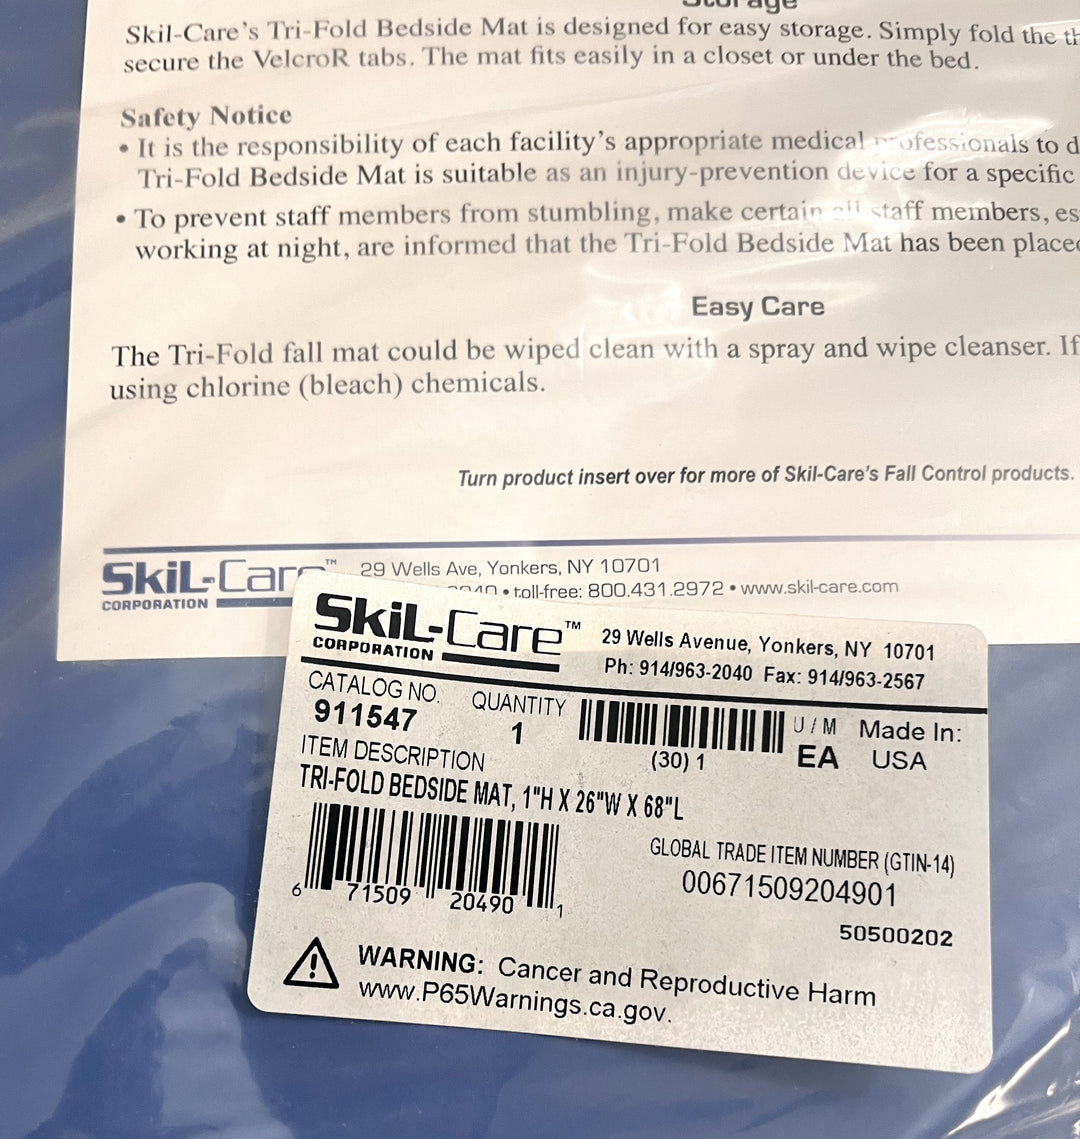 Storage
Skil-Care's Tri-Fold Bedside Mat is designed for easy storage. Simply fold the
secure the VelcroR tabs. The mat fits easily in a closet or under the bed.
Safety Notice
• It is the responsibility of each facility's appropriate medical professionals to
Tri-Fold Bedside Mat is suitable as an injury-prevention device for a specific
• To prevent staff members from stumbling, make certain all staff members,
working at night, are informed that the Tri-Fold Bedside Mat has been
Easy Care
The Tri-Fold fall mat could be wiped clean with a spray and wipe cleanser. If
using chlorine (bleach) chemicals.
Turn product insert over for more of Skil-Care's Fall Control products.
SkiL-Care™
CORPORATION
29 Wells Ave, Yonkers, NY 10701
• toll-free: 800.431.2972 • www.skil-care.com
SkiL-Care™
CORPORATION
29 Wells Avenue, Yonkers, NY 10701
Ph: 914/963-2040 Fax: 914/963-2567
CATALOG NO. QUANTITY U/M Made In:
911547 1 (30) 1 EA USA
ITEM DESCRIPTION
TRI-FOLD BEDSIDE MAT, 1"H X 26"W X 68"L
GLOBAL TRADE ITEM NUMBER (GTIN-14)
00671509204901
6 71509 20490 1
50500202
WARNING: Cancer and Reproductive Harm
www.P65Warnings.ca.gov.